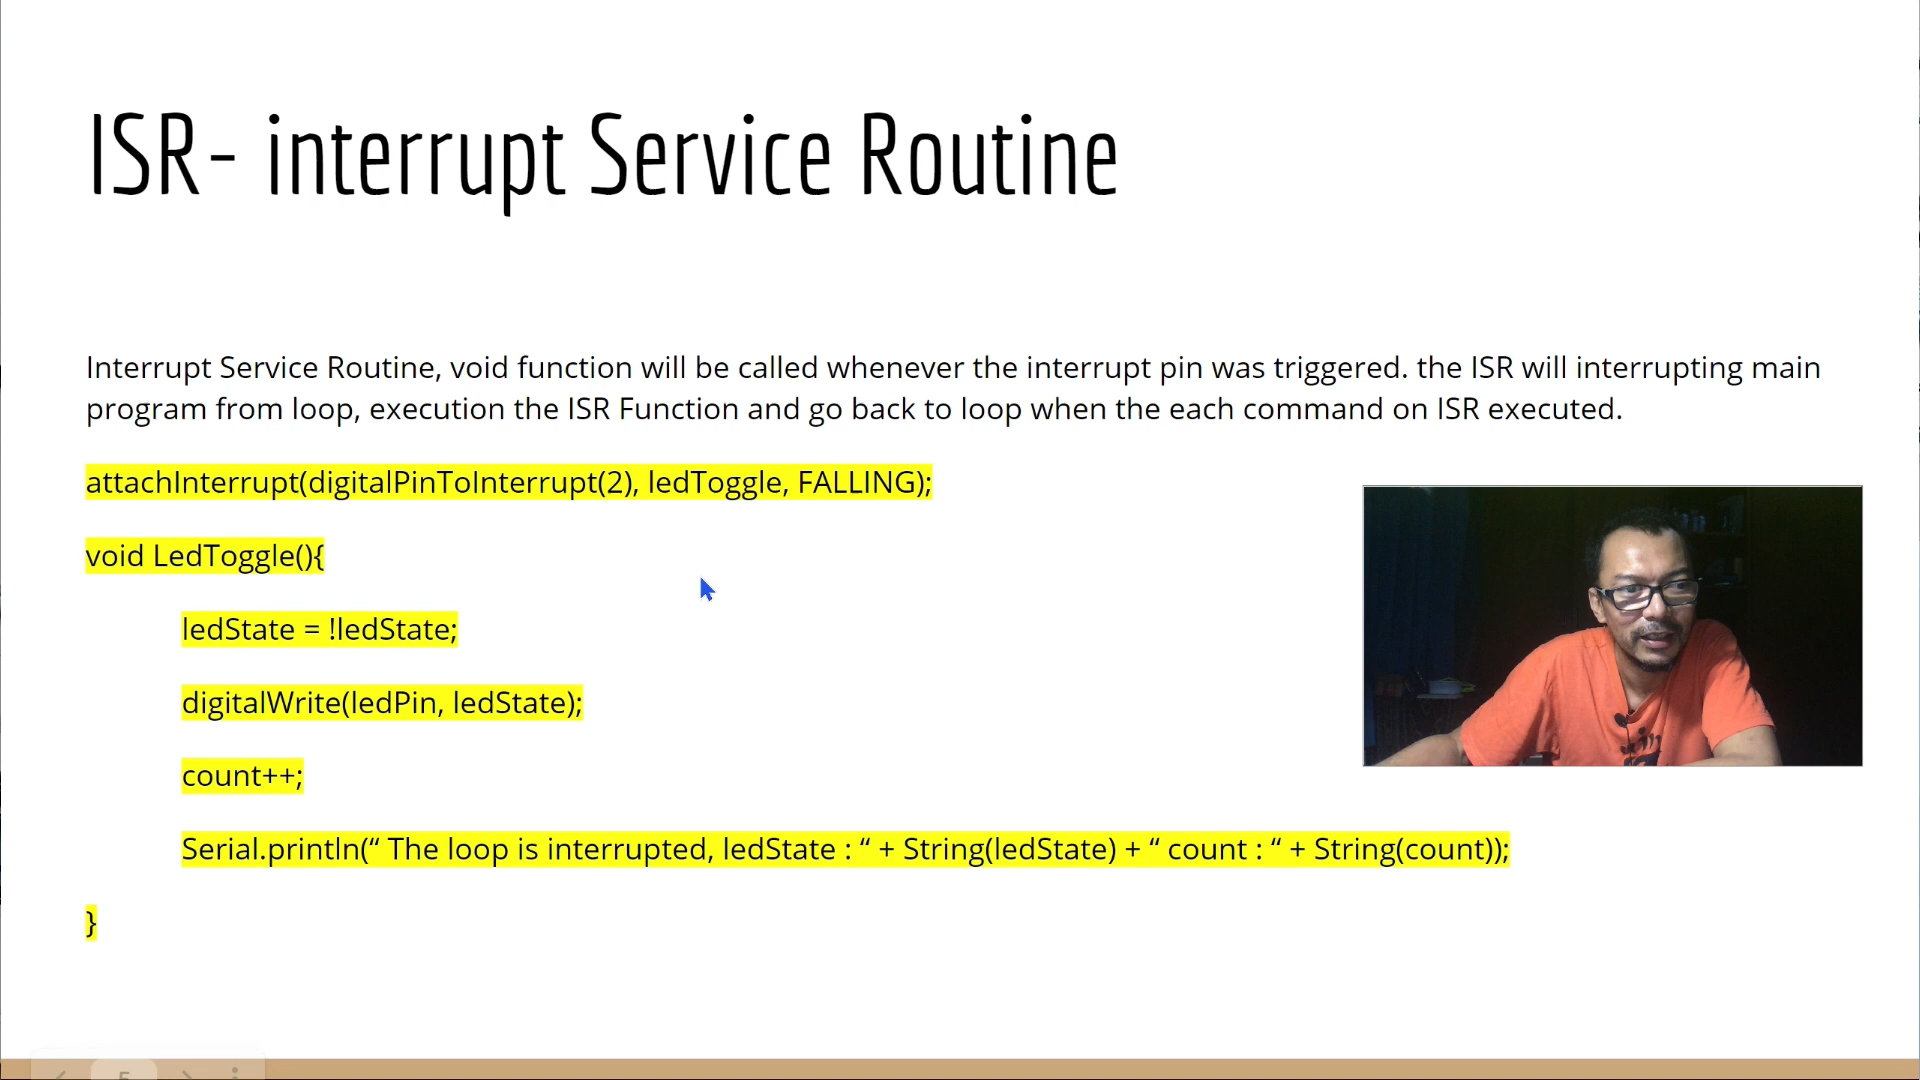 ISR- interrupt Service Routine
Interrupt Service Routine, void function will be called whenever the interrupt pin was triggered. the ISR will interrupting main
program from loop, execution the ISR Function and go back to loop when the each command on ISR executed.
attachInterrupt(digitalPinToInterrupt(2), ledToggle, FALLING);
void LedToggle(){
ledState = !ledState;
digitalWrite(ledPin, ledState);
count++;
Serial.println(“ The loop is interrupted, ledState : “ + String(ledState) + “ count : “ + String(count));
}